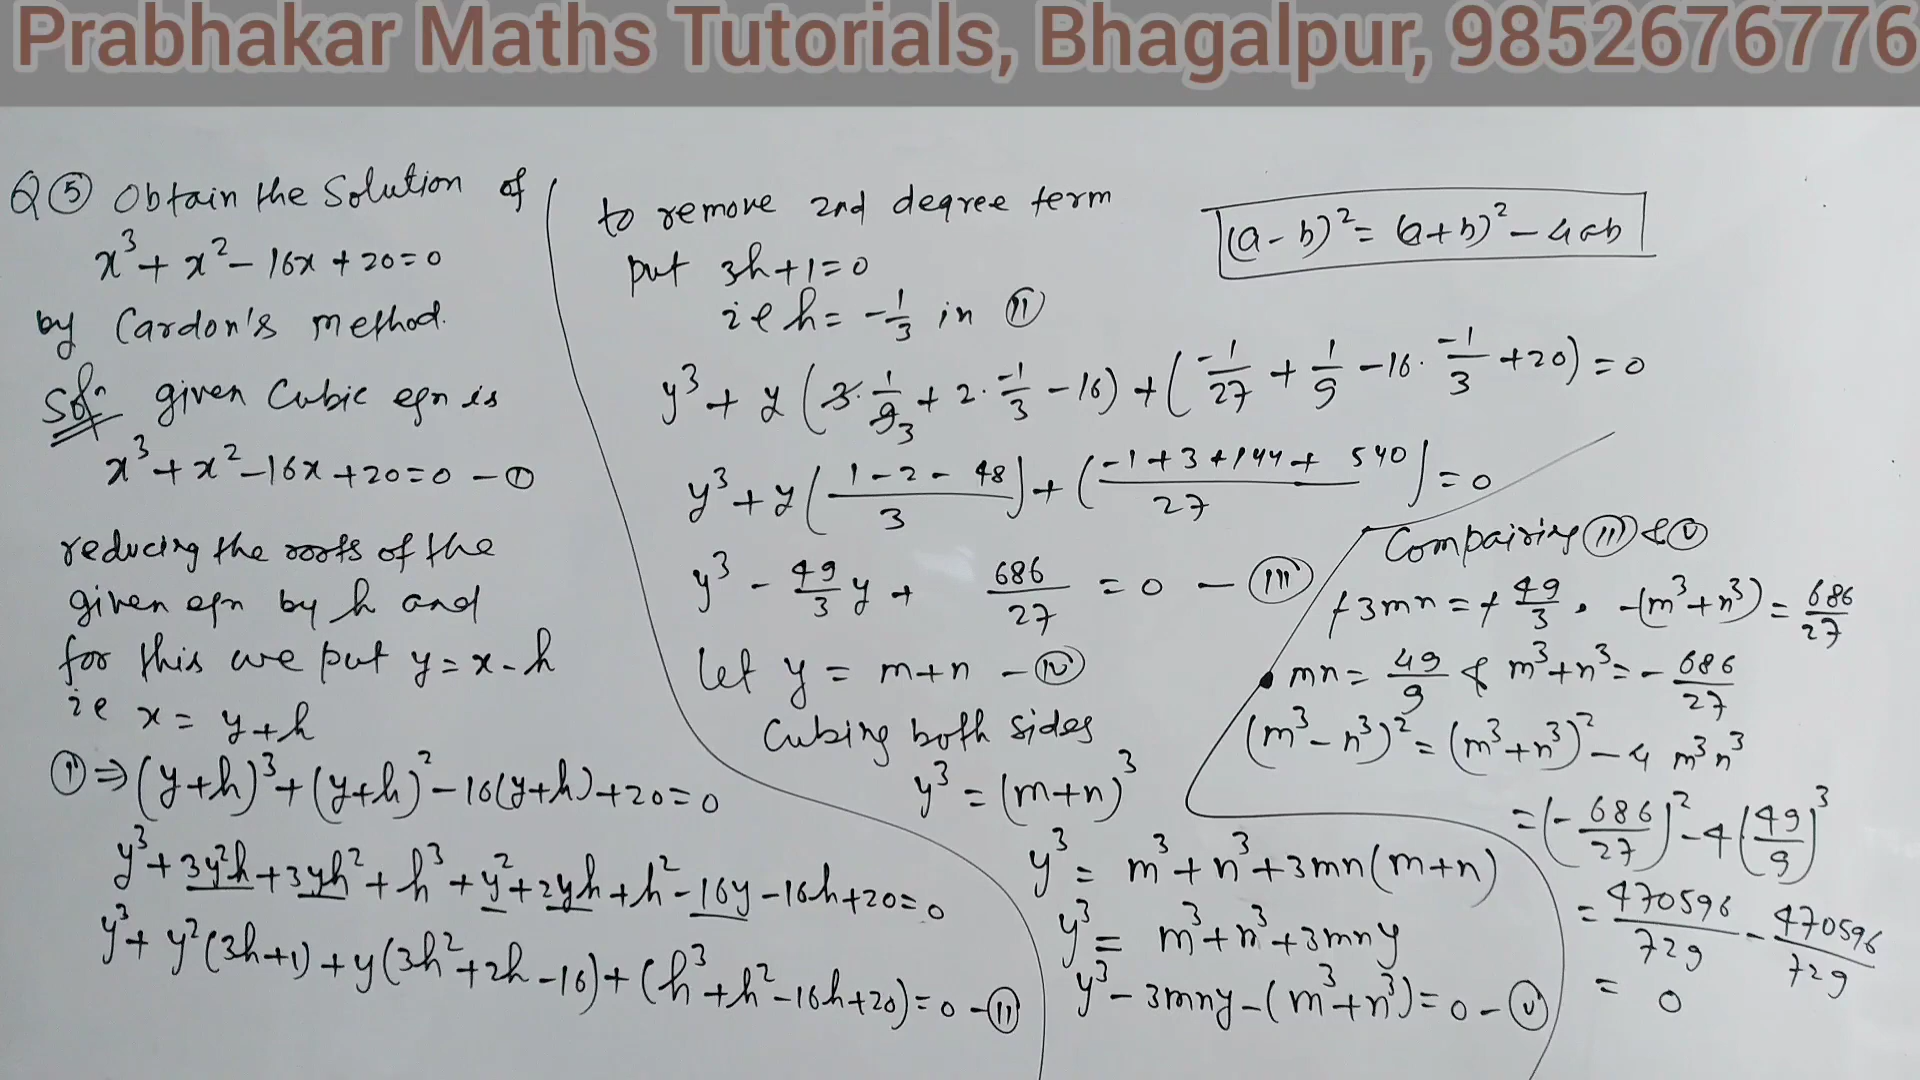 Prabhakar Maths Tutorials, Bhagalpur, 9852676776
Q⑤ Obtain the Solution of
x³ + x² - 16x + 20 = 0
by Cardon's method.
Solⁿ given Cubic eqn is
x³ + x² - 16x + 20 = 0 - ①
reducing the roots of the
given eqn by h and
for this we put y = x - h
ie x = y + h
① ⇒ (y+h)³ + (y+h)² - 16(y+h) + 20 = 0
y³ + 3y²h + 3yh² + h³ + y² + 2yh + h² - 16y - 16h + 20 = 0
y³ + y²(3h+1) + y(3h² + 2h - 16) + (h³ + h² - 16h + 20) = 0 - ⑪
to remove 2nd degree term
put 3h + 1 = 0
ie h = -1/3 in ⑪
y³ + y(3·1/9 + 2·-1/3 - 16) + (-1/27 + 1/9 - 16·-1/3 + 20) = 0
y³ + y((1 - 2 - 48)/3) + ((-1 + 3 + 144 + 540)/27) = 0
y³ - 49/3 y + 686/27 = 0 - (III)
Let y = m + n - (IV)
Cubing both sides
y³ = (m+n)³
y³ = m³ + n³ + 3mn(m+n)
y³ = m³ + n³ + 3mny
y³ - 3mny - (m³ + n³) = 0 - (V)
(a - b)² = (a + b)² - 4ab
Compairing (III) & (V)
+3mn = +49/3, -(m³ + n³) = 686/27
mn = 49/9 & m³ + n³ = -686/27
(m³ - n³)² = (m³ + n³)² - 4 m³n³
= (-686/27)² - 4(49/9)³
= 470596/729 - 470596/729
= 0